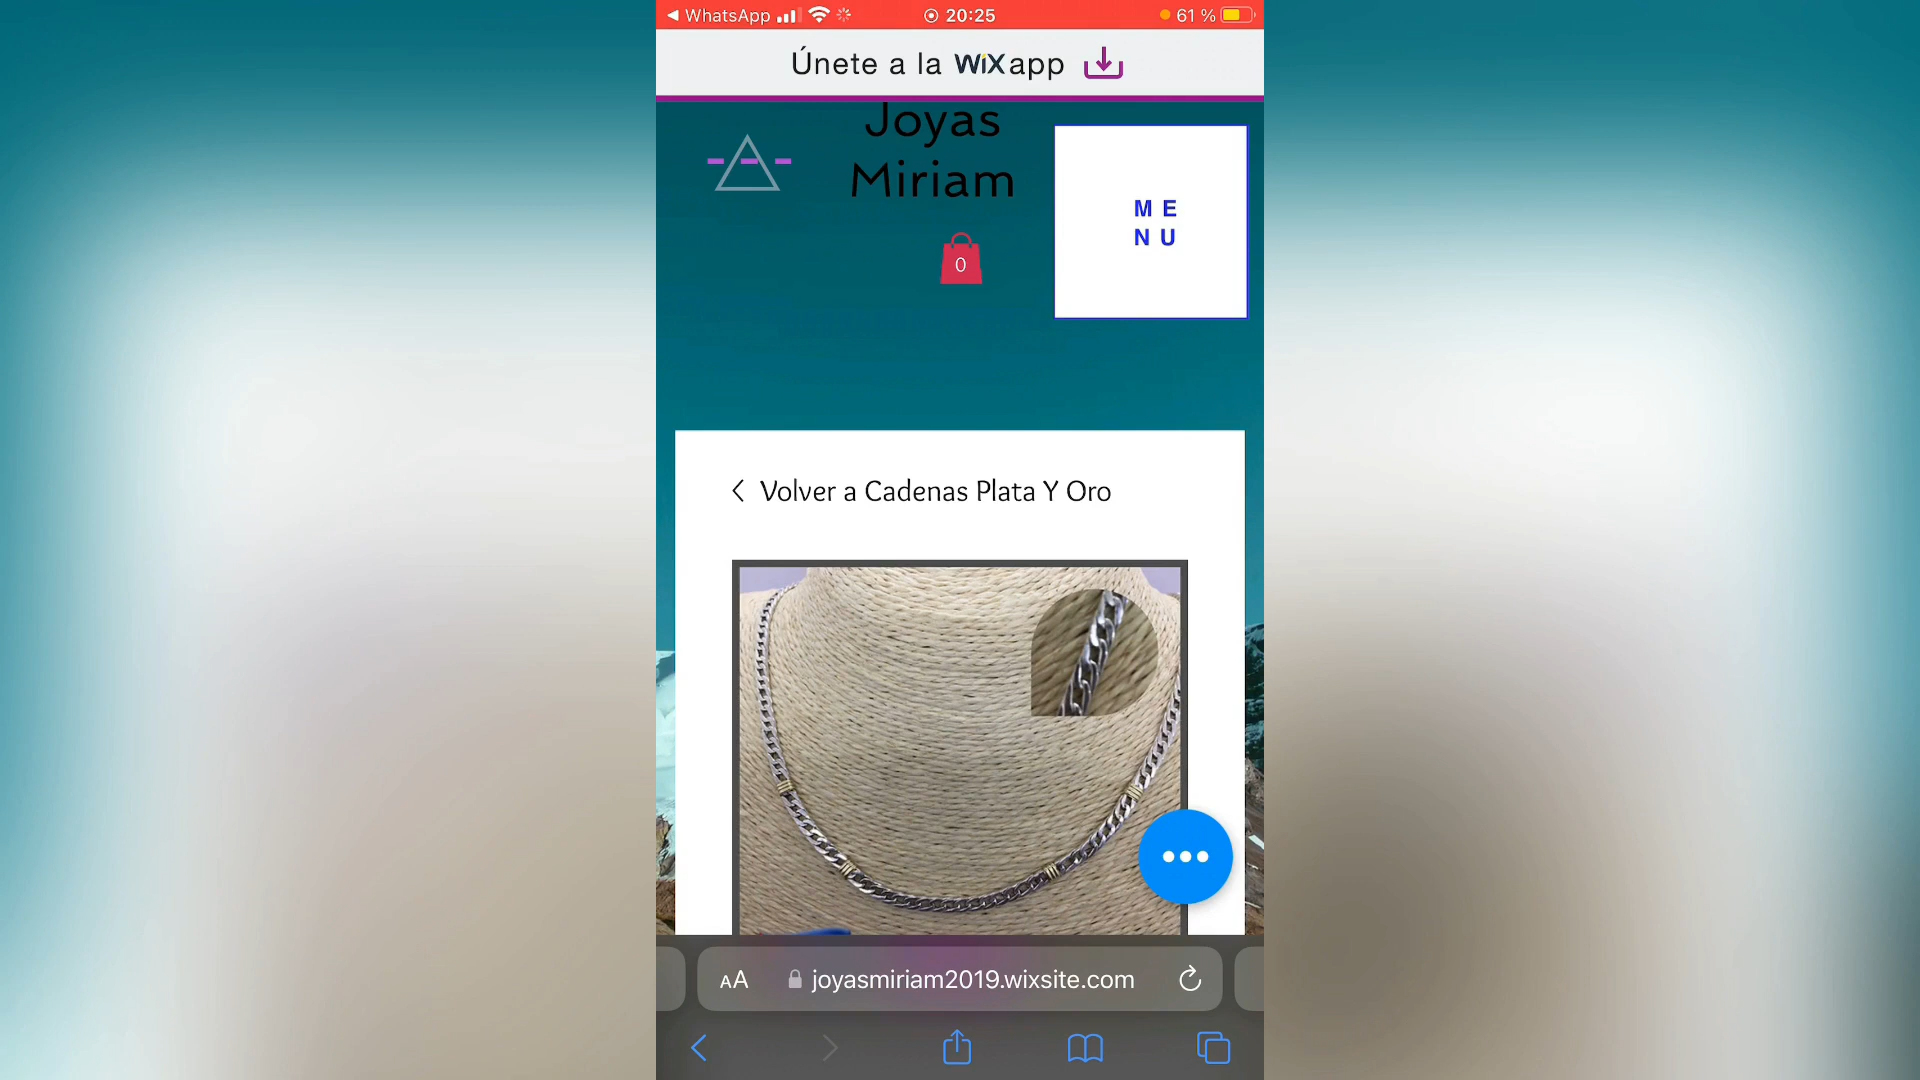 WhatsApp 20:25 61 %
Únete a la WiX app
Joyas
Miriam
0
M E
N U
Volver a Cadenas Plata Y Oro
AA joyasmiriam2019.wixsite.com